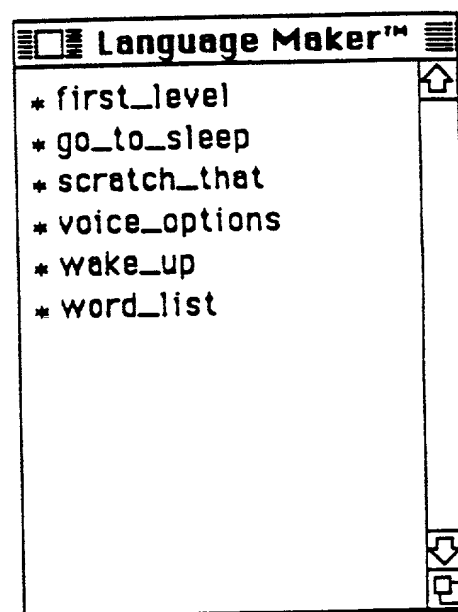 Language Maker™
* first_level
* go_to_sleep
* scratch_that
* voice_options
* wake_up
* word_list